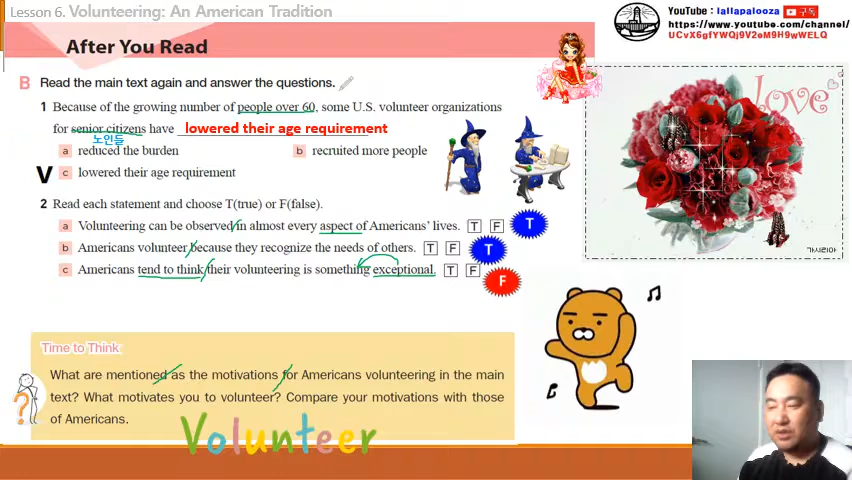 Lesson 6. Volunteering: An American Tradition
YouTube : lallapalooza 구독
https://www.youtube.com/channel/
UCvX6gfYWQj9V2eM9H9wWELQ
After You Read
B Read the main text again and answer the questions.
1 Because of the growing number of people over 60, some U.S. volunteer organizations
for senior citizens have lowered their age requirement
노인들
a reduced the burden b recruited more people
V c lowered their age requirement
2 Read each statement and choose T(true) or F(false).
a Volunteering can be observed in almost every aspect of Americans' lives. T F T
b Americans volunteer because they recognize the needs of others. T F T
c Americans tend to think their volunteering is something exceptional. T F F
love
가시리아
Time to Think
What are mentioned as the motivations for Americans volunteering in the main
text? What motivates you to volunteer? Compare your motivations with those
of Americans.
?
Volunteer